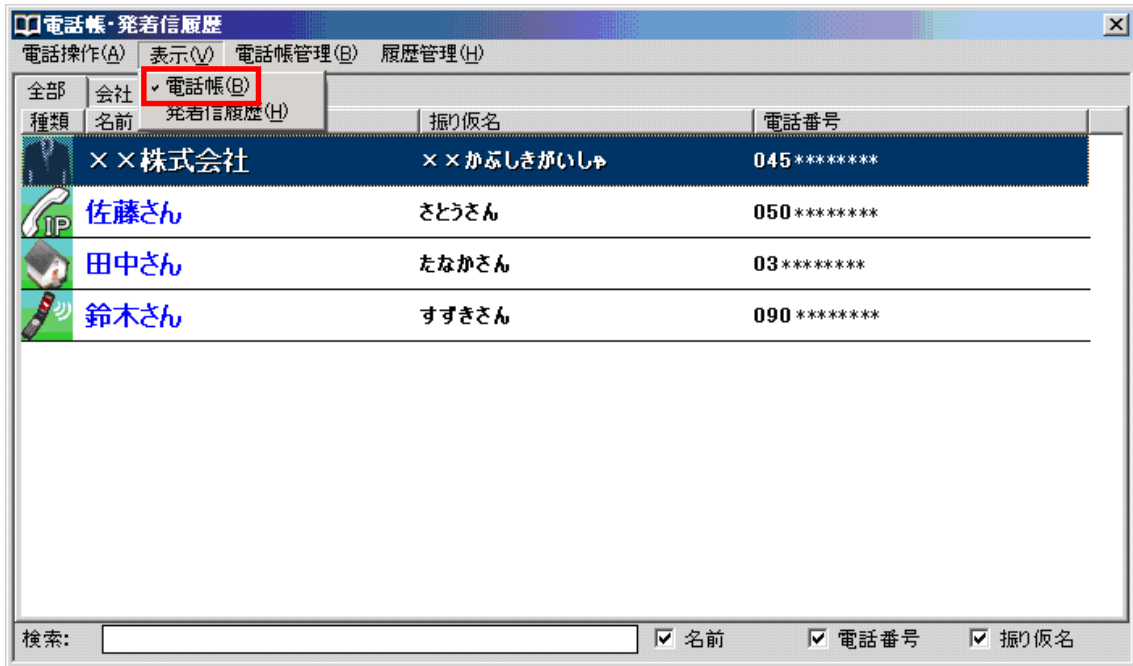 電話帳・発着信履歴
電話操作(A) 表示(V) 電話帳管理(B) 履歴管理(H)
全部 会社
✓ 電話帳(B)
発着信履歴(H)
種類 名前 振り仮名 電話番号
××株式会社 ××かぶしきがいしゃ 045********
IP 佐藤さん さとうさん 050********
田中さん たなかさん 03********
鈴木さん すずきさん 090********
検索: 名前 電話番号 振り仮名